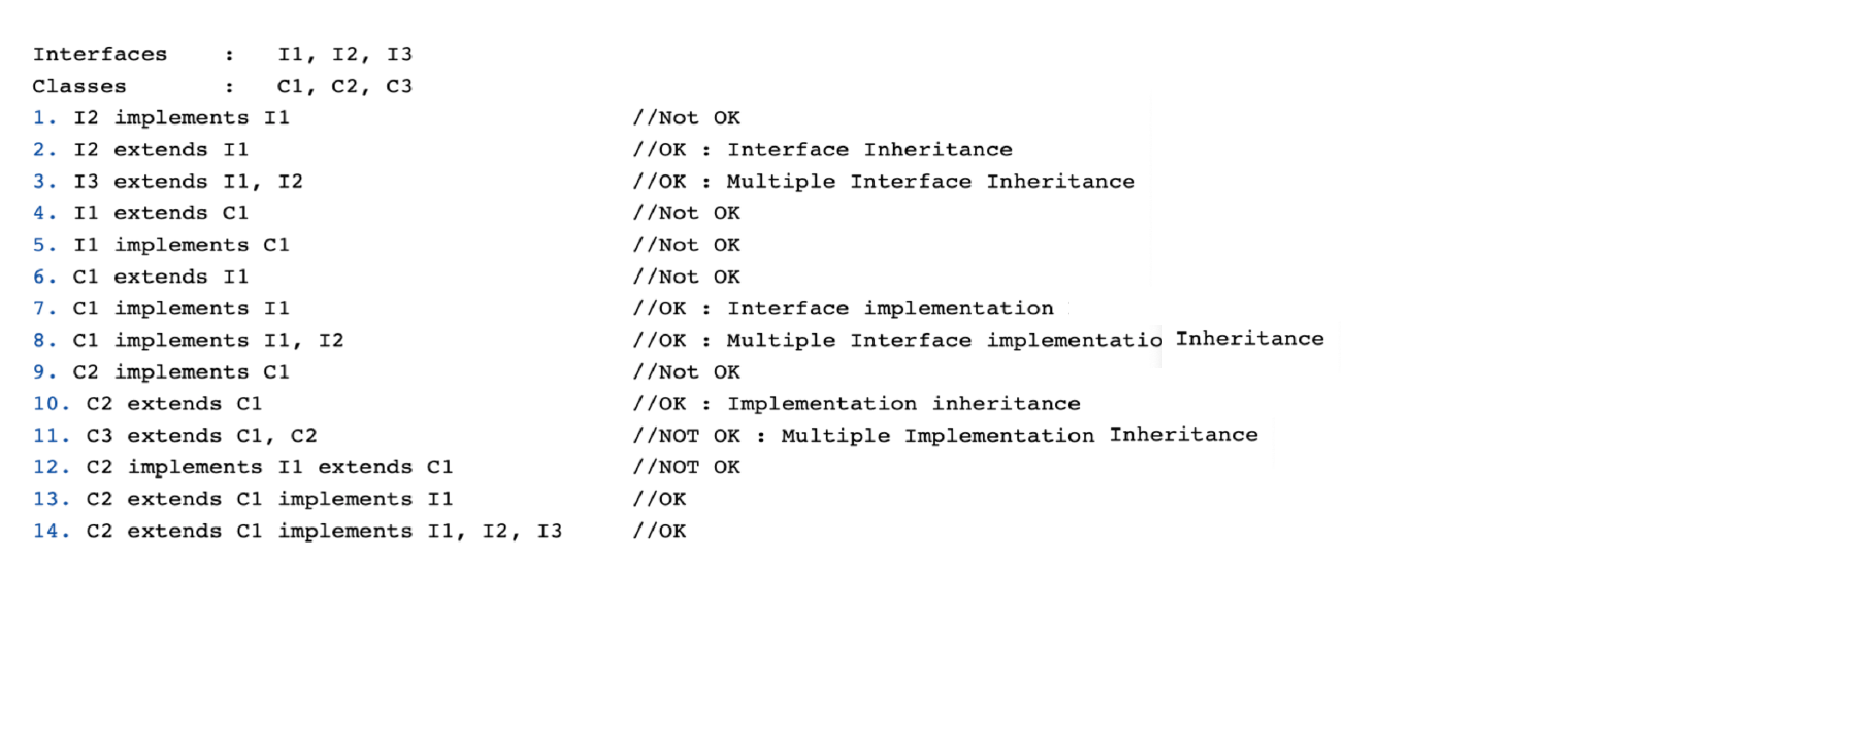 Interfaces : I1, I2, I3
Classes : C1, C2, C3
1. I2 implements I1 //Not OK
2. I2 extends I1 //OK : Interface Inheritance
3. I3 extends I1, I2 //OK : Multiple Interface Inheritance
4. I1 extends C1 //Not OK
5. I1 implements C1 //Not OK
6. C1 extends I1 //Not OK
7. C1 implements I1 //OK : Interface implementation
8. C1 implements I1, I2 //OK : Multiple Interface implementatio Inheritance
9. C2 implements C1 //Not OK
10. C2 extends C1 //OK : Implementation inheritance
11. C3 extends C1, C2 //NOT OK : Multiple Implementation Inheritance
12. C2 implements I1 extends C1 //NOT OK
13. C2 extends C1 implements I1 //OK
14. C2 extends C1 implements I1, I2, I3 //OK